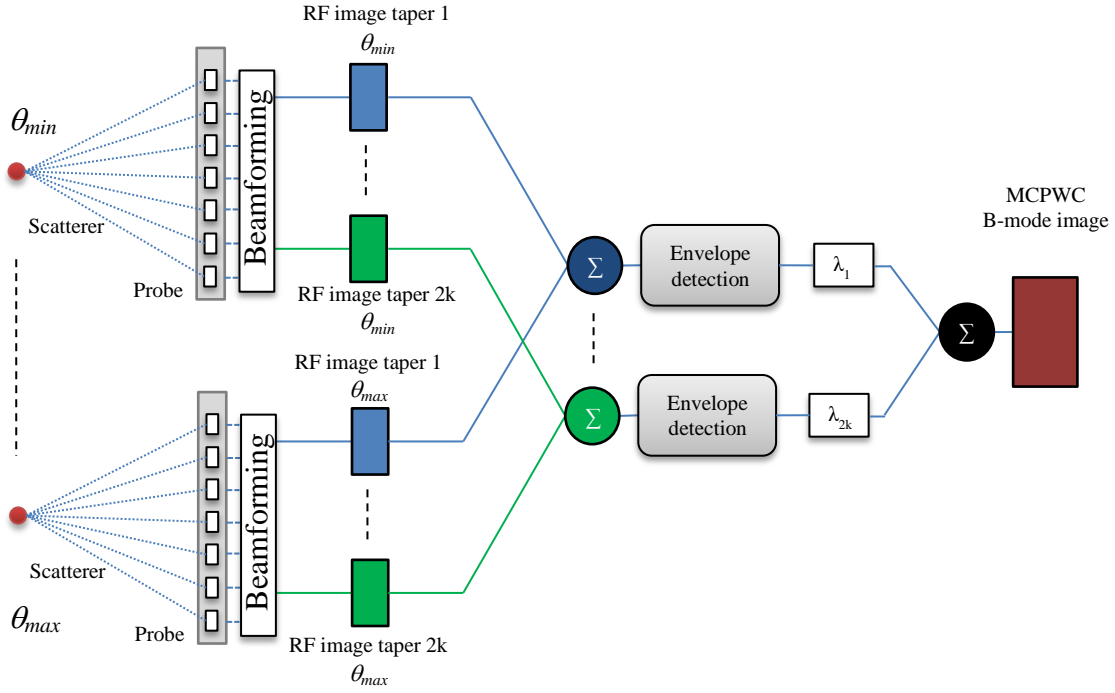 RF image taper 1
θmin
θmin
Scatterer
Probe
Beamforming
RF image taper 2k
θmin
RF image taper 1
θmax
Beamforming
Scatterer
θmax
Probe
RF image taper 2k
θmax
Σ
Envelope
detection
λ1
Σ
Envelope
detection
λ2k
Σ
MCPWC
B-mode image